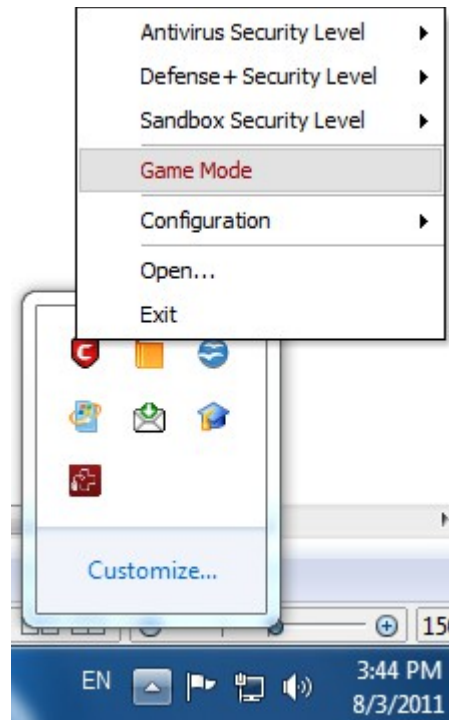 Antivirus Security Level
Defense+ Security Level
Sandbox Security Level
Game Mode
Configuration
Open...
Exit
Customize...
EN
3:44 PM
8/3/2011